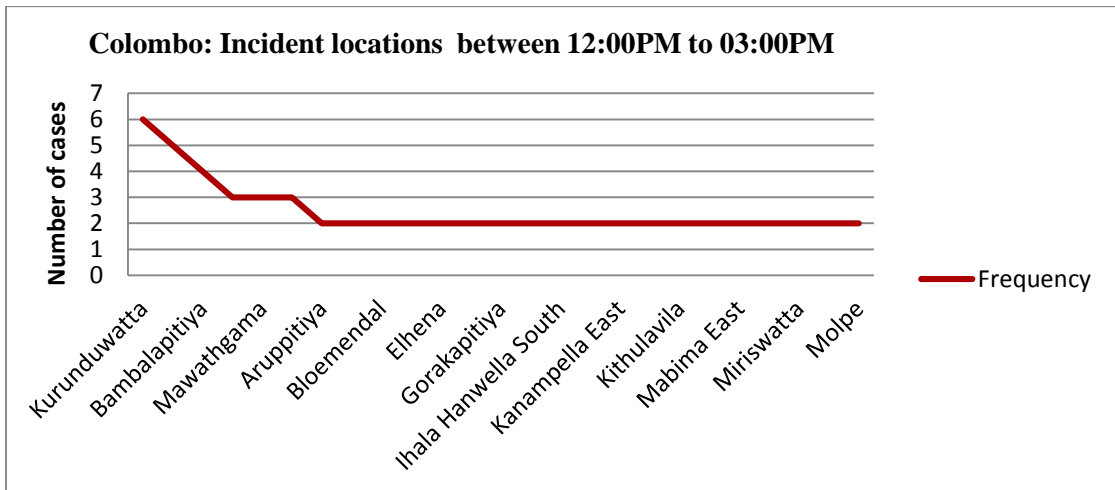 Colombo: Incident locations between 12:00PM to 03:00PM
Number of cases
7
6
5
4
3
2
1
0
Kurunduwatta
Bambalapitiya
Mawathgama
Aruppitiya
Bloemendal
Elhena
Gorakapitiya
Ihala Hanwella South
Kanampella East
Kithulavila
Mabima East
Miriswatta
Molpe
Frequency